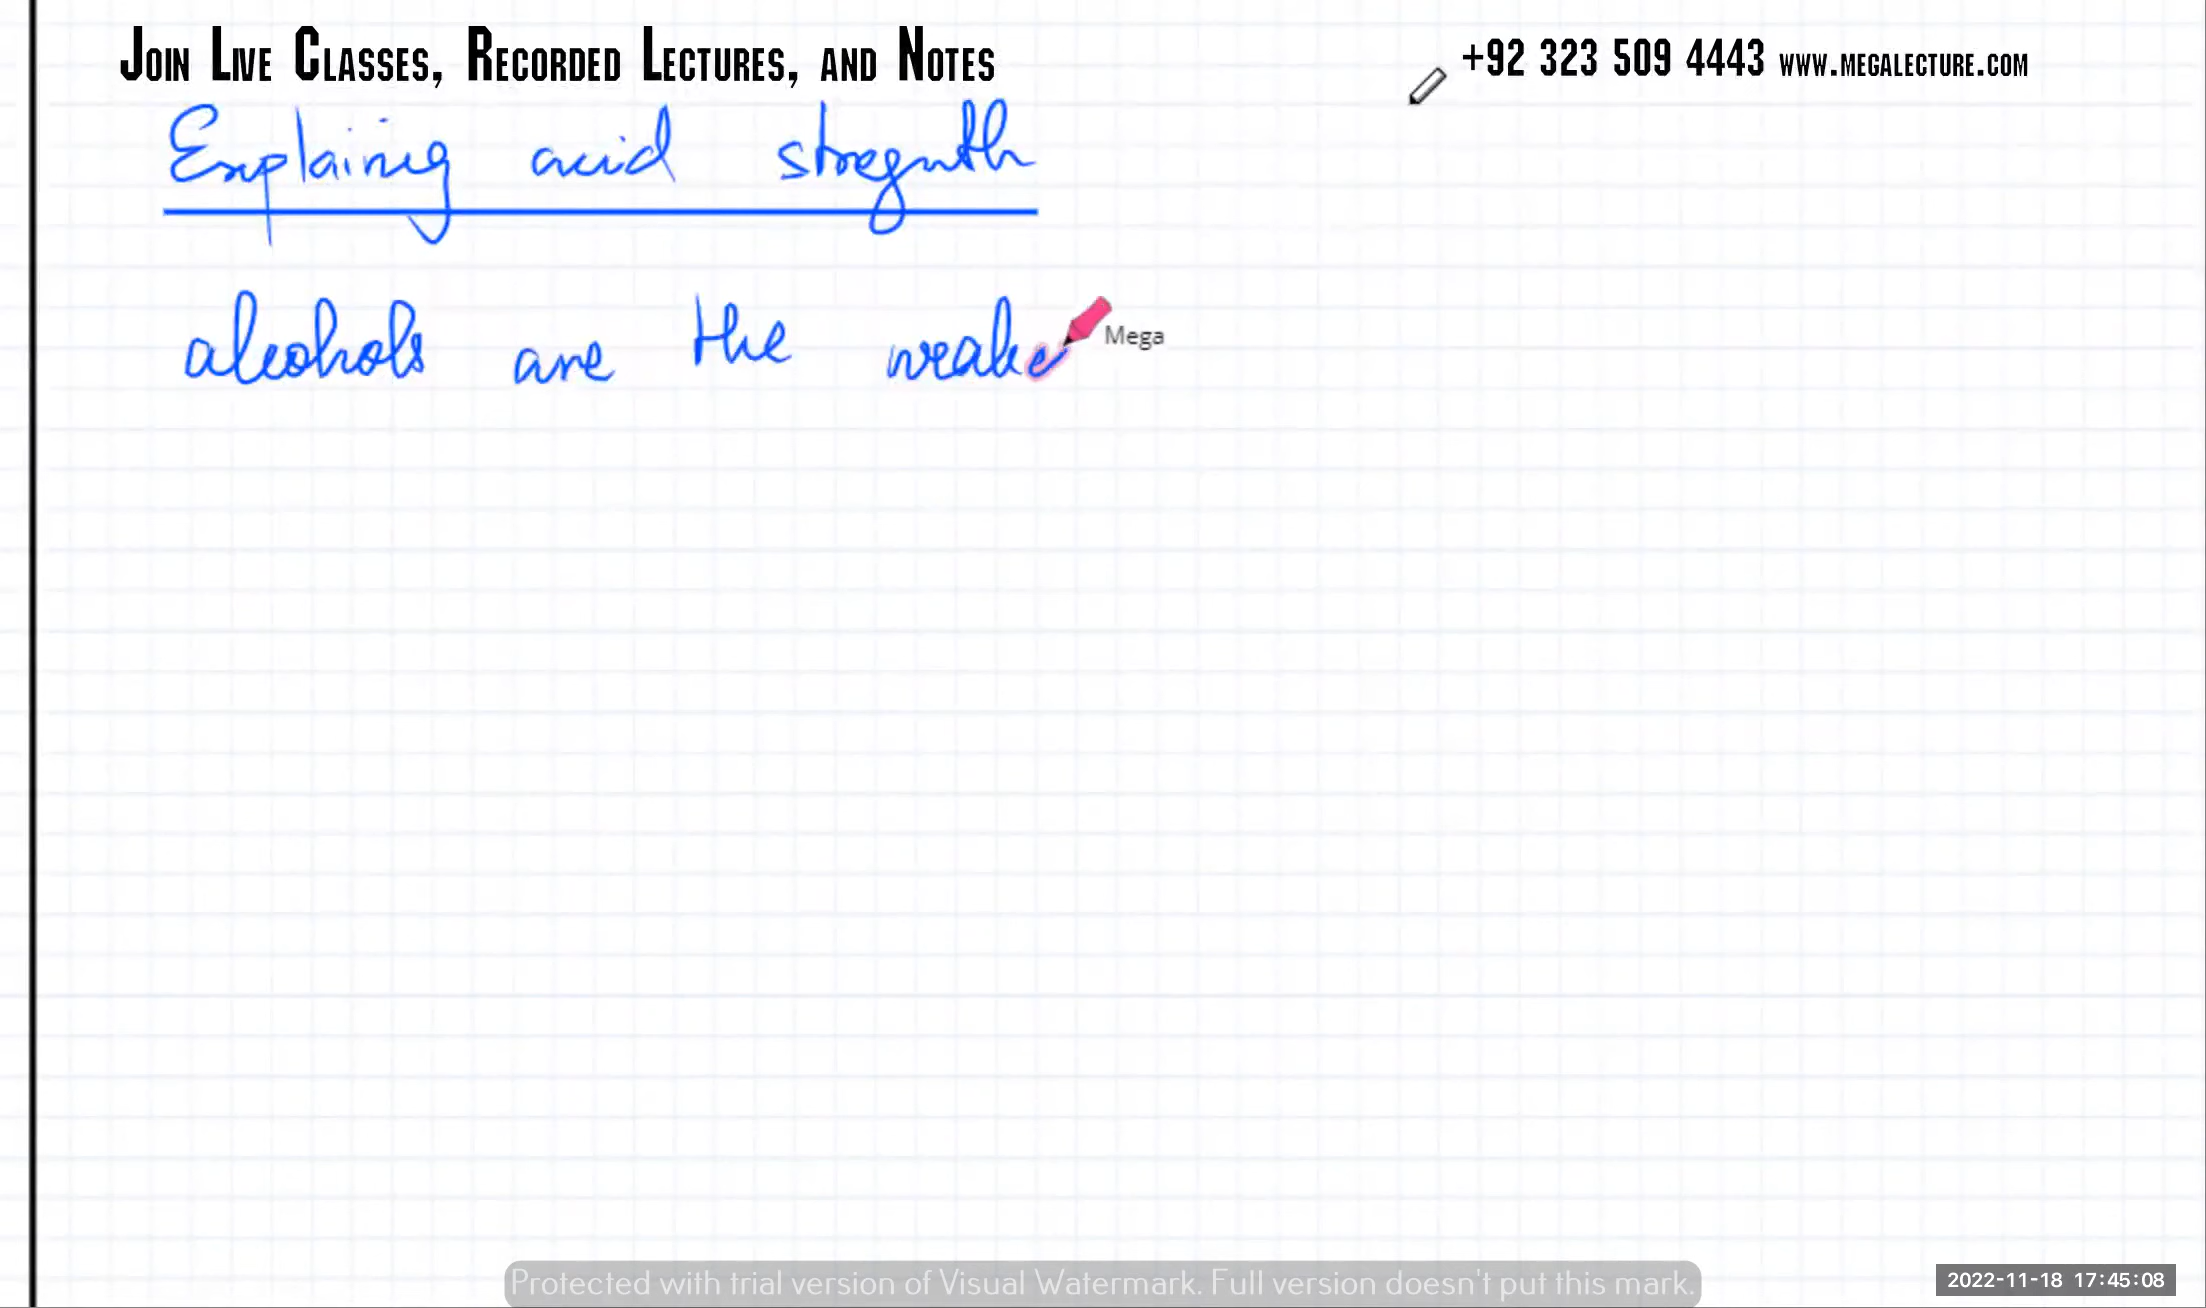 Join Live Classes, Recorded Lectures, and Notes +92 323 509 4443 www.megalecture.com
Explainig acid stregnth
alcohols are the weake
Mega
Protected with trial version of Visual Watermark. Full version doesn't put this mark.
2022-11-18 17:45:08